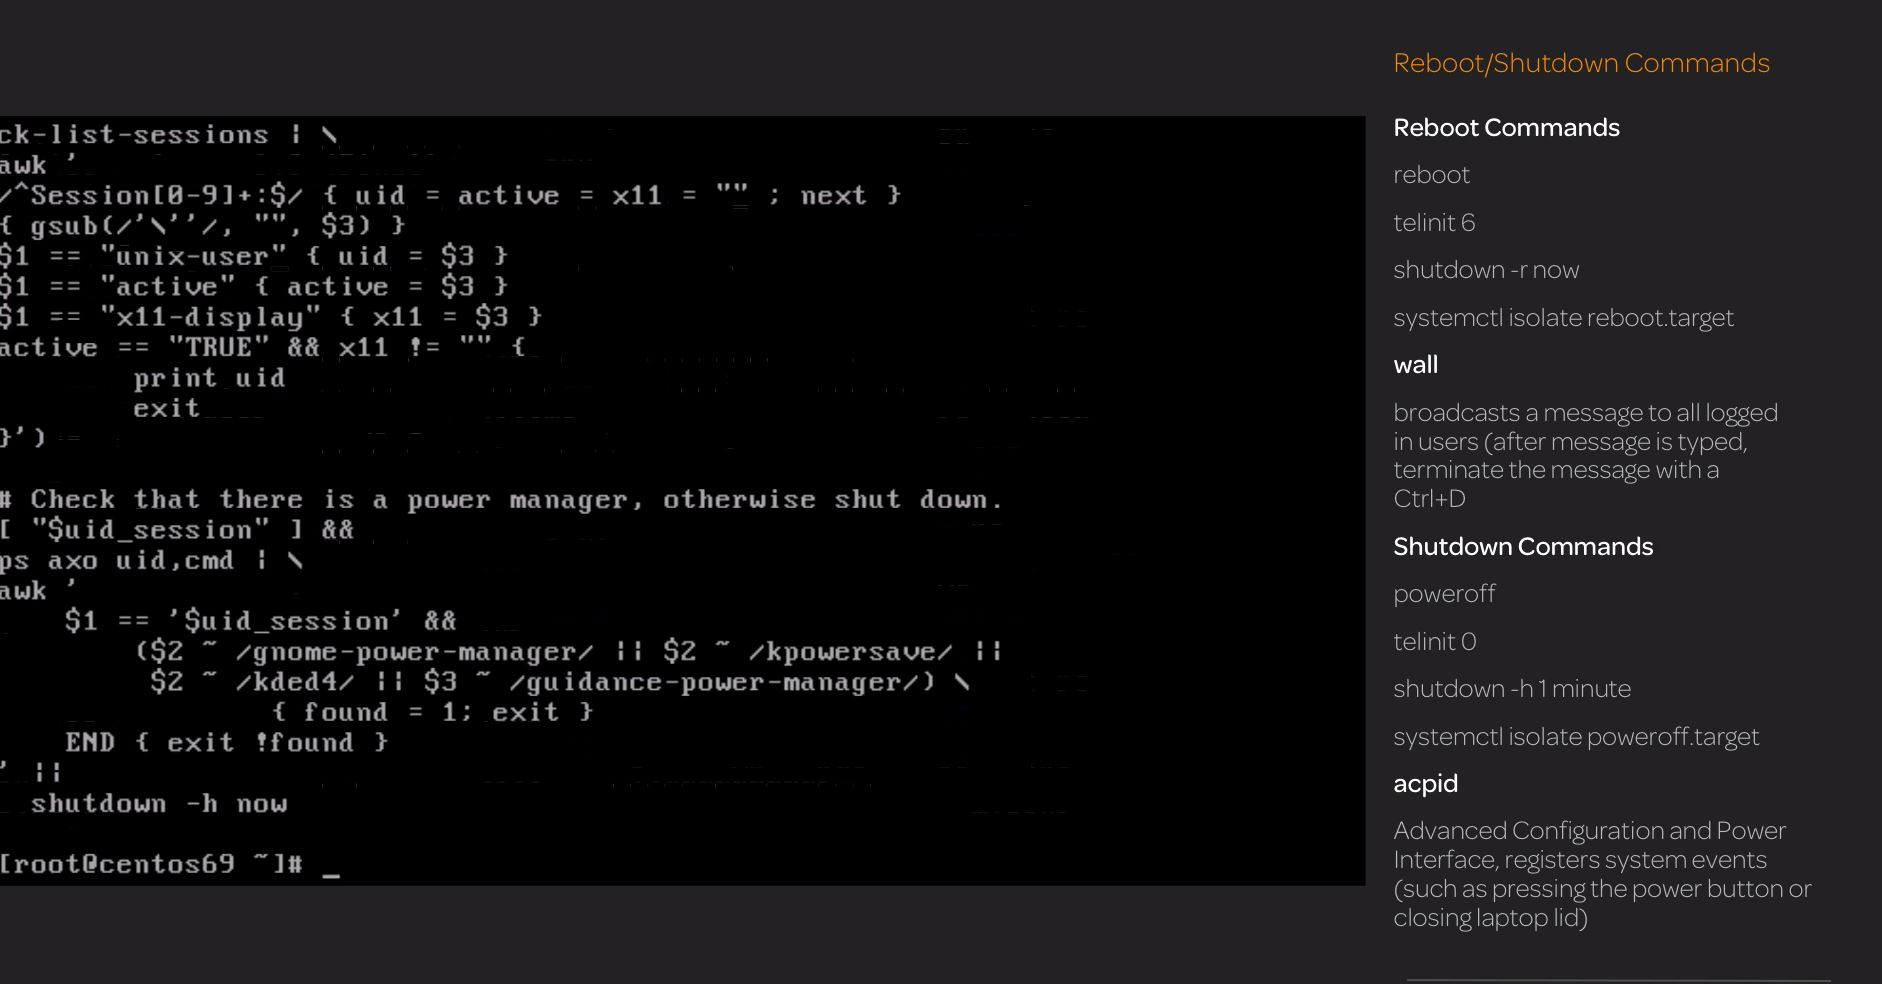 ck-list-sessions | \
awk '
/^Session[0-9]+:$/ { uid = active = x11 = "" ; next }
{ gsub(/'\''/, "", $3) }
$1 == "unix-user" { uid = $3 }
$1 == "active" { active = $3 }
$1 == "x11-display" { x11 = $3 }
active == "TRUE" && x11 != "" {
        print uid
        exit
}')
# Check that there is a power manager, otherwise shut down.
[ "$uid_session" ] &&
ps axo uid,cmd | \
awk '
    $1 == '$uid_session' &&
        ($2 ~ /gnome-power-manager/ || $2 ~ /kpowersave/ ||
         $2 ~ /kded4/ || $3 ~ /guidance-power-manager/) \
                { found = 1; exit }
    END { exit !found }
' ||
  shutdown -h now
[root@centos69 ~]# _
Reboot/Shutdown Commands
Reboot Commands
reboot
telinit 6
shutdown -r now
systemctl isolate reboot.target
wall
broadcasts a message to all logged
in users (after message is typed,
terminate the message with a
Ctrl+D
Shutdown Commands
poweroff
telinit 0
shutdown -h 1 minute
systemctl isolate poweroff.target
acpid
Advanced Configuration and Power
Interface, registers system events
(such as pressing the power button or
closing laptop lid)